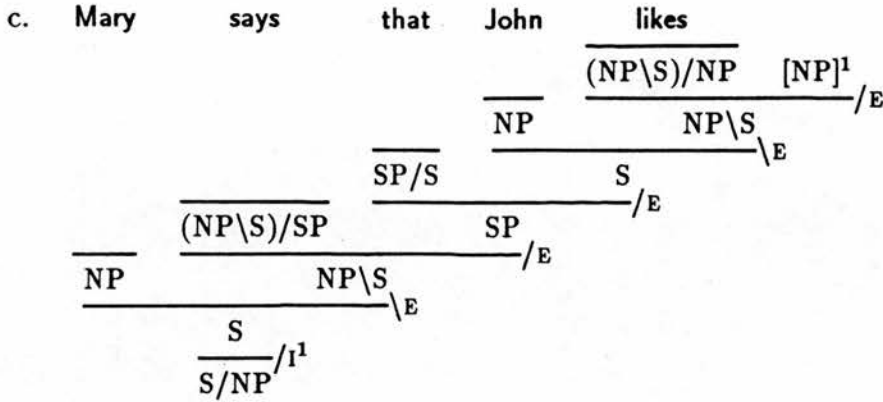 c. Mary says that John likes
(NP\S)/NP [NP]¹
/E
NP NP\S
\E
SP/S S
/E
(NP\S)/SP SP
/E
NP NP\S
\E
S
/I¹
S/NP